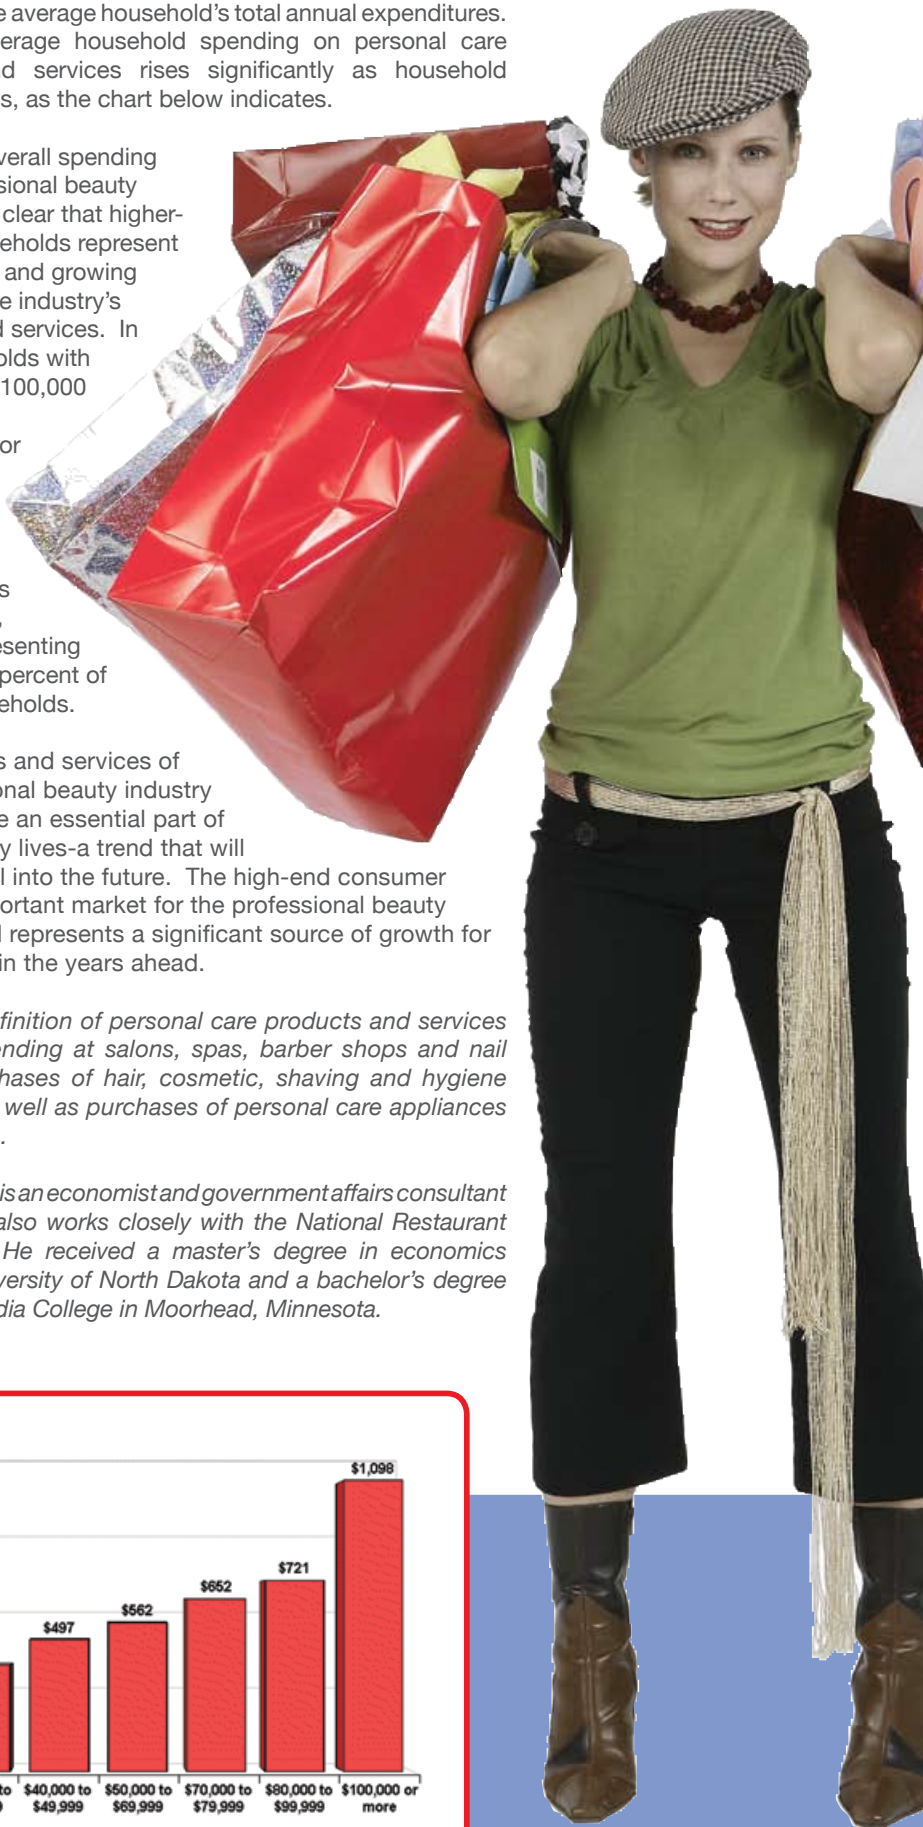 e average household's total annual expenditures.
erage household spending on personal care
nd services rises significantly as household
s, as the chart below indicates.
verall spending
sional beauty
clear that higher-
eholds represent
and growing
e industry's
d services. In
olds with
100,000
or
s
,
esenting
percent of
eholds.
s and services of
onal beauty industry
e an essential part of
y lives-a trend that will
l into the future. The high-end consumer
portant market for the professional beauty
l represents a significant source of growth for
in the years ahead.
finition of personal care products and services
ending at salons, spas, barber shops and nail
hases of hair, cosmetic, shaving and hygiene
well as purchases of personal care appliances
.
is an economist and government affairs consultant
also works closely with the National Restaurant
He received a master's degree in economics
versity of North Dakota and a bachelor's degree
dia College in Moorhead, Minnesota.
$1,098
$721
$652
$562
$497
to $40,000 to $50,000 to $70,000 to $80,000 to $100,000 or
9 $49,999 $69,999 $79,999 $99,999 more